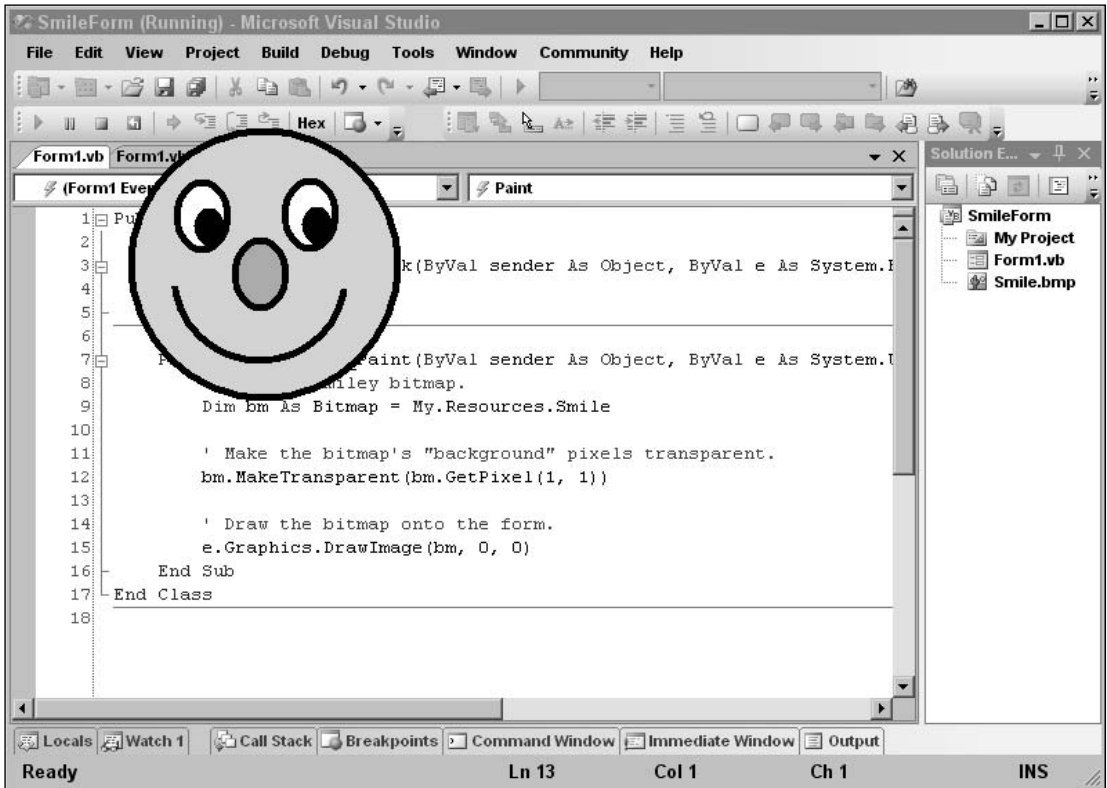 SmileForm (Running) - Microsoft Visual Studio
File Edit View Project Build Debug Tools Window Community Help
Hex
Form1.vb Form1.vb
Solution E...
(Form1 Paint
SmileForm
My Project
Form1.vb
Smile.bmp
1
2
3 k(ByVal sender As Object, ByVal e As System.
4
5
6
7 Paint(ByVal sender As Object, ByVal e As System.
8 bitmap.
9 Dim bm As Bitmap = My.Resources.Smile
10
11 ' Make the bitmap's "background" pixels transparent.
12 bm.MakeTransparent(bm.GetPixel(1, 1))
13
14 ' Draw the bitmap onto the form.
15 e.Graphics.DrawImage(bm, 0, 0)
16 End Sub
17 End Class
18
Locals Watch 1 Call Stack Breakpoints Command Window Immediate Window Output
Ready Ln 13 Col 1 Ch 1 INS